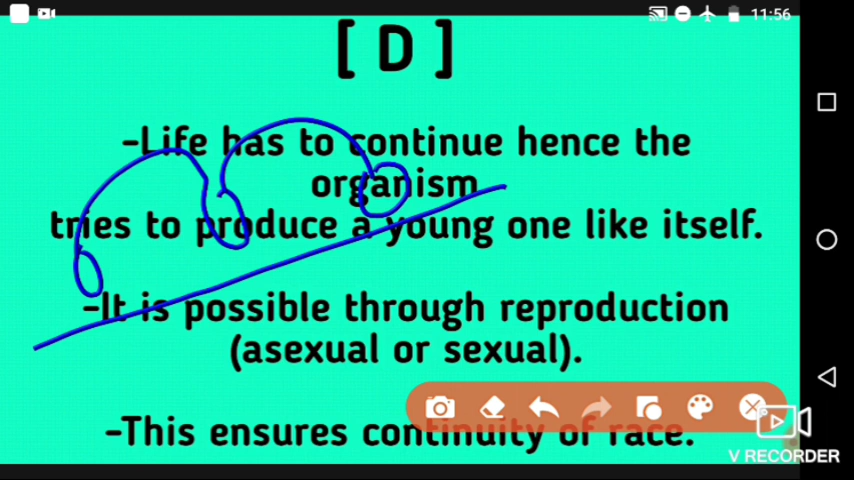 11:56
[ D ]
-Life has to continue hence the
organism
tries to produce a young one like itself.
-It is possible through reproduction
(asexual or sexual).
-This ensures continuity of race.
V RECORDER